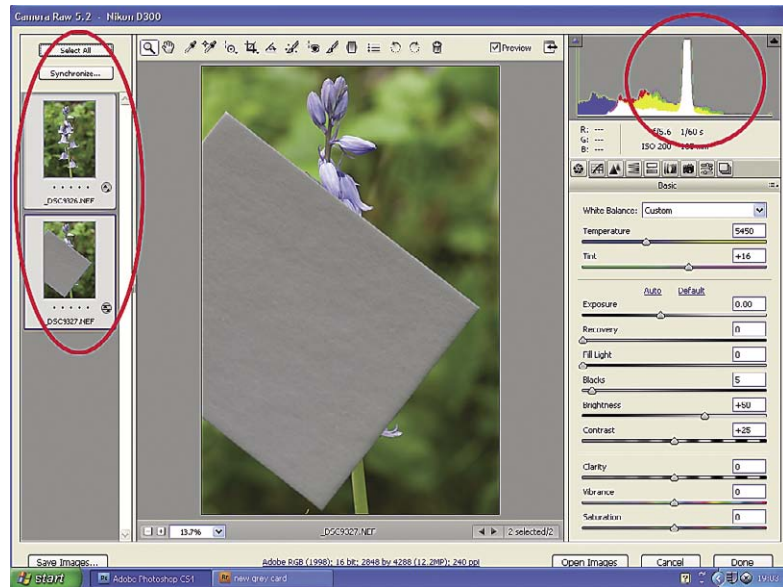 Camera Raw 5.2 - Nikon D300
Select All
Synchronize...
_DSC9326.NEF
_DSC9327.NEF
Preview
R: ---
G: ---
B: ---
f/5.6 1/60 s
ISO 200
Basic
White Balance: Custom
Temperature 5450
Tint +16
Auto Default
Exposure 0.00
Recovery 0
Fill Light 0
Blacks 5
Brightness +50
Contrast +25
Clarity 0
Vibrance 0
Saturation 0
13.7%
_DSC9327.NEF
2 selected/2
Save Images...
Adobe RGB (1998); 16 bit; 2848 by 4288 (12.2MP); 240 ppi
Open Images
Cancel
Done
start
Adobe Photoshop CS4
new grey card